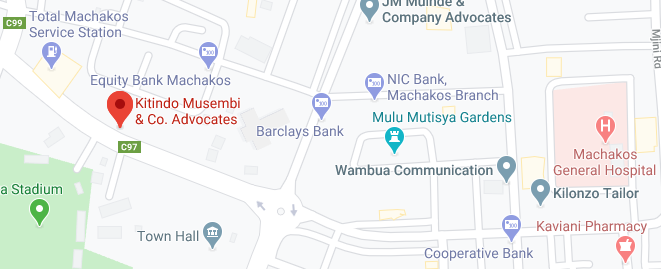 JM Mulnde &
& Company Advocates
C99
Total Machakos
Service Station
Mjini Rd
Equity Bank Machakos
NIC Bank,
Machakos Branch
Kitindo Musembi
& Co. Advocates
Mulu Mutisya Gardens
Barclays Bank
C97
Machakos
General Hospital
Wambua Communication
a Stadium
Kilonzo Tailor
Kaviani Pharmacy
Town Hall
Cooperative Bank